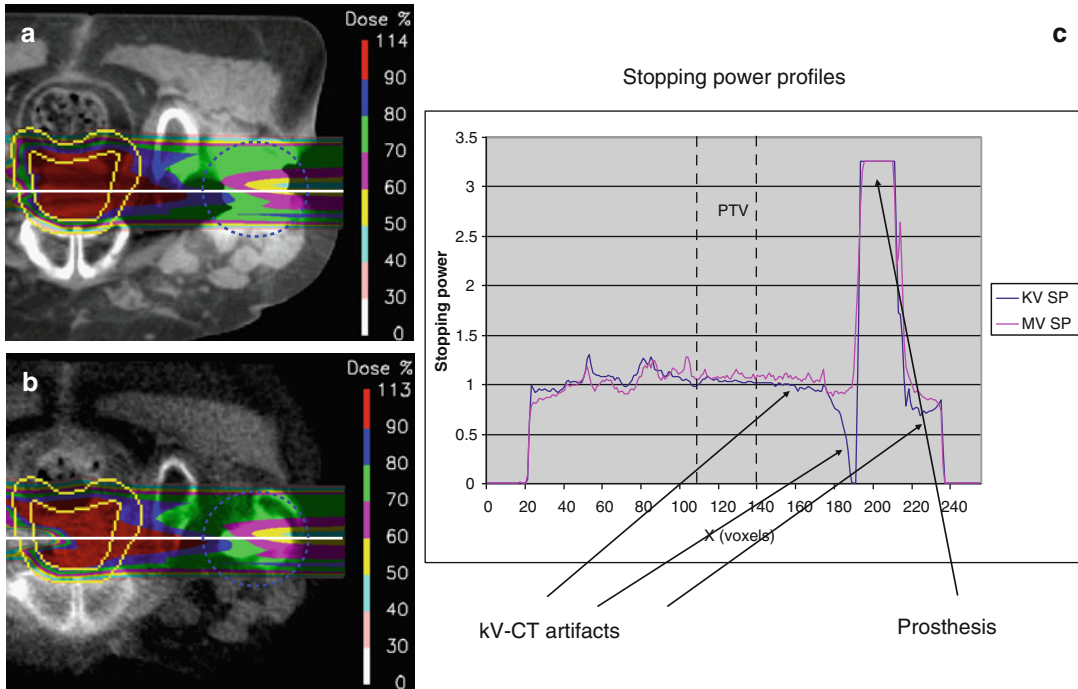 a
Dose %
114
90
80
70
60
50
40
30
0
b
Dose %
113
90
80
70
60
50
40
30
0
c
Stopping power profiles
Stopping power
3.5
3
2.5
2
1.5
1
0.5
0
0 20 40 60 80 100 120 140 160 180 200 220 240
X (voxels)
PTV
KV SP
MV SP
kV-CT artifacts
Prosthesis